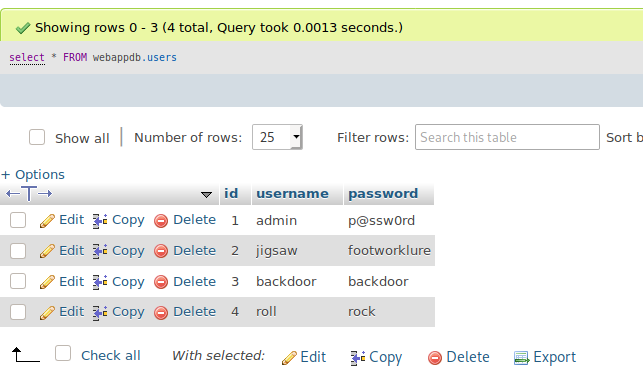 Showing rows 0 - 3 (4 total, Query took 0.0013 seconds.)
select * FROM webappdb.users
Show all | Number of rows: 25 Filter rows: Search this table Sort b
+ Options
id username password
Edit Copy Delete 1 admin p@ssw0rd
Edit Copy Delete 2 jigsaw footworklure
Edit Copy Delete 3 backdoor backdoor
Edit Copy Delete 4 roll rock
Check all With selected: Edit Copy Delete Export